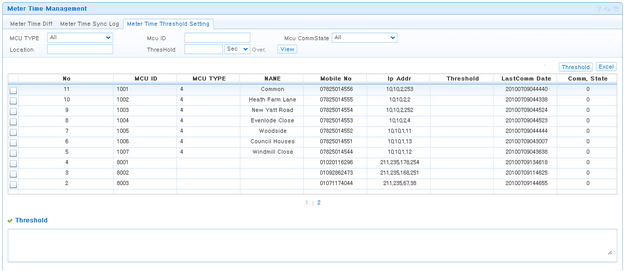 Meter Time Management
Meter Time Diff Meter Time Sync Log Meter Time Threshold Setting
MCU TYPE All Mcu ID Mcu CommState All
Location Threshold Sec Over. View
Threshold Excel
No MCU ID MCU TYPE NANE Mobile No Ip Addr Threshold LastComm Date Comm. State
11 1001 4 Common 07825014556 10,10,2,253 20100709044440 0
10 1002 4 Heath Farm Lane 07825014555 10,10,2,2 20100709044338 0
9 1003 4 New Yatt Road 07825014554 10,10,2,252 20100709044524 0
8 1004 4 Evenlode Close 07825014553 10,10,2,4 20100709044523 0
7 1005 4 Woodside 07825014552 10,10,1,11 20100709044444 0
6 1006 4 Council Houses 07825014551 10,10,1,13 20100709043007 0
5 1007 4 Windmill Close 07825014544 10,10,1,12 20100709043638 0
4 8001 01020116296 211,235,178,254 20100709134618 0
3 8002 01092862473 211,235,168,251 20100709114625 0
2 8003 01071174044 211,235,67,38 20100709144655 0
1 | 2
Threshold